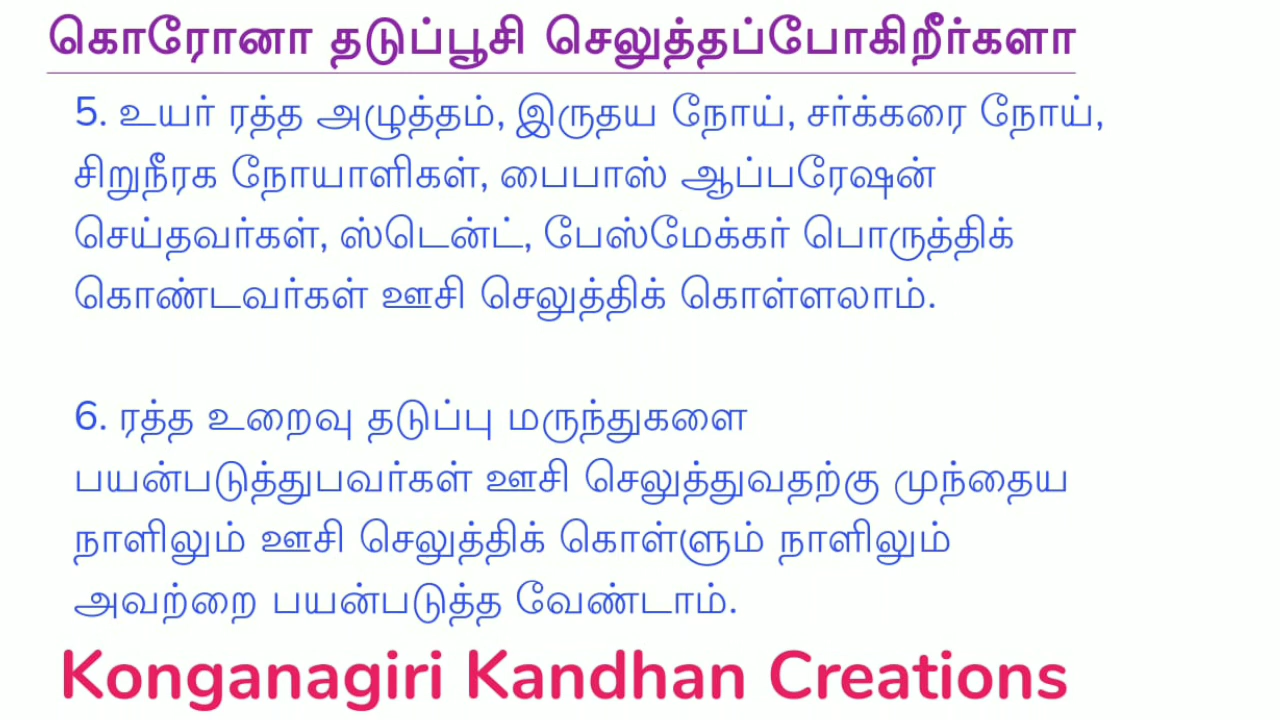 கொரோனா தடுப்பூசி செலுத்தப்போகிறீர்களா
5. உயர் ரத்த அழுத்தம், இருதய நோய், சர்க்கரை நோய்,
சிறுநீரக நோயாளிகள், பைபாஸ் ஆப்பரேஷன்
செய்தவர்கள், ஸ்டென்ட், பேஸ்மேக்கர் பொருத்திக்
கொண்டவர்கள் ஊசி செலுத்திக் கொள்ளலாம்.
6. ரத்த உறைவு தடுப்பு மருந்துகளை
பயன்படுத்துபவர்கள் ஊசி செலுத்துவதற்கு முந்தைய
நாளிலும் ஊசி செலுத்திக் கொள்ளும் நாளிலும்
அவற்றை பயன்படுத்த வேண்டாம்.
Konganagiri Kandhan Creations